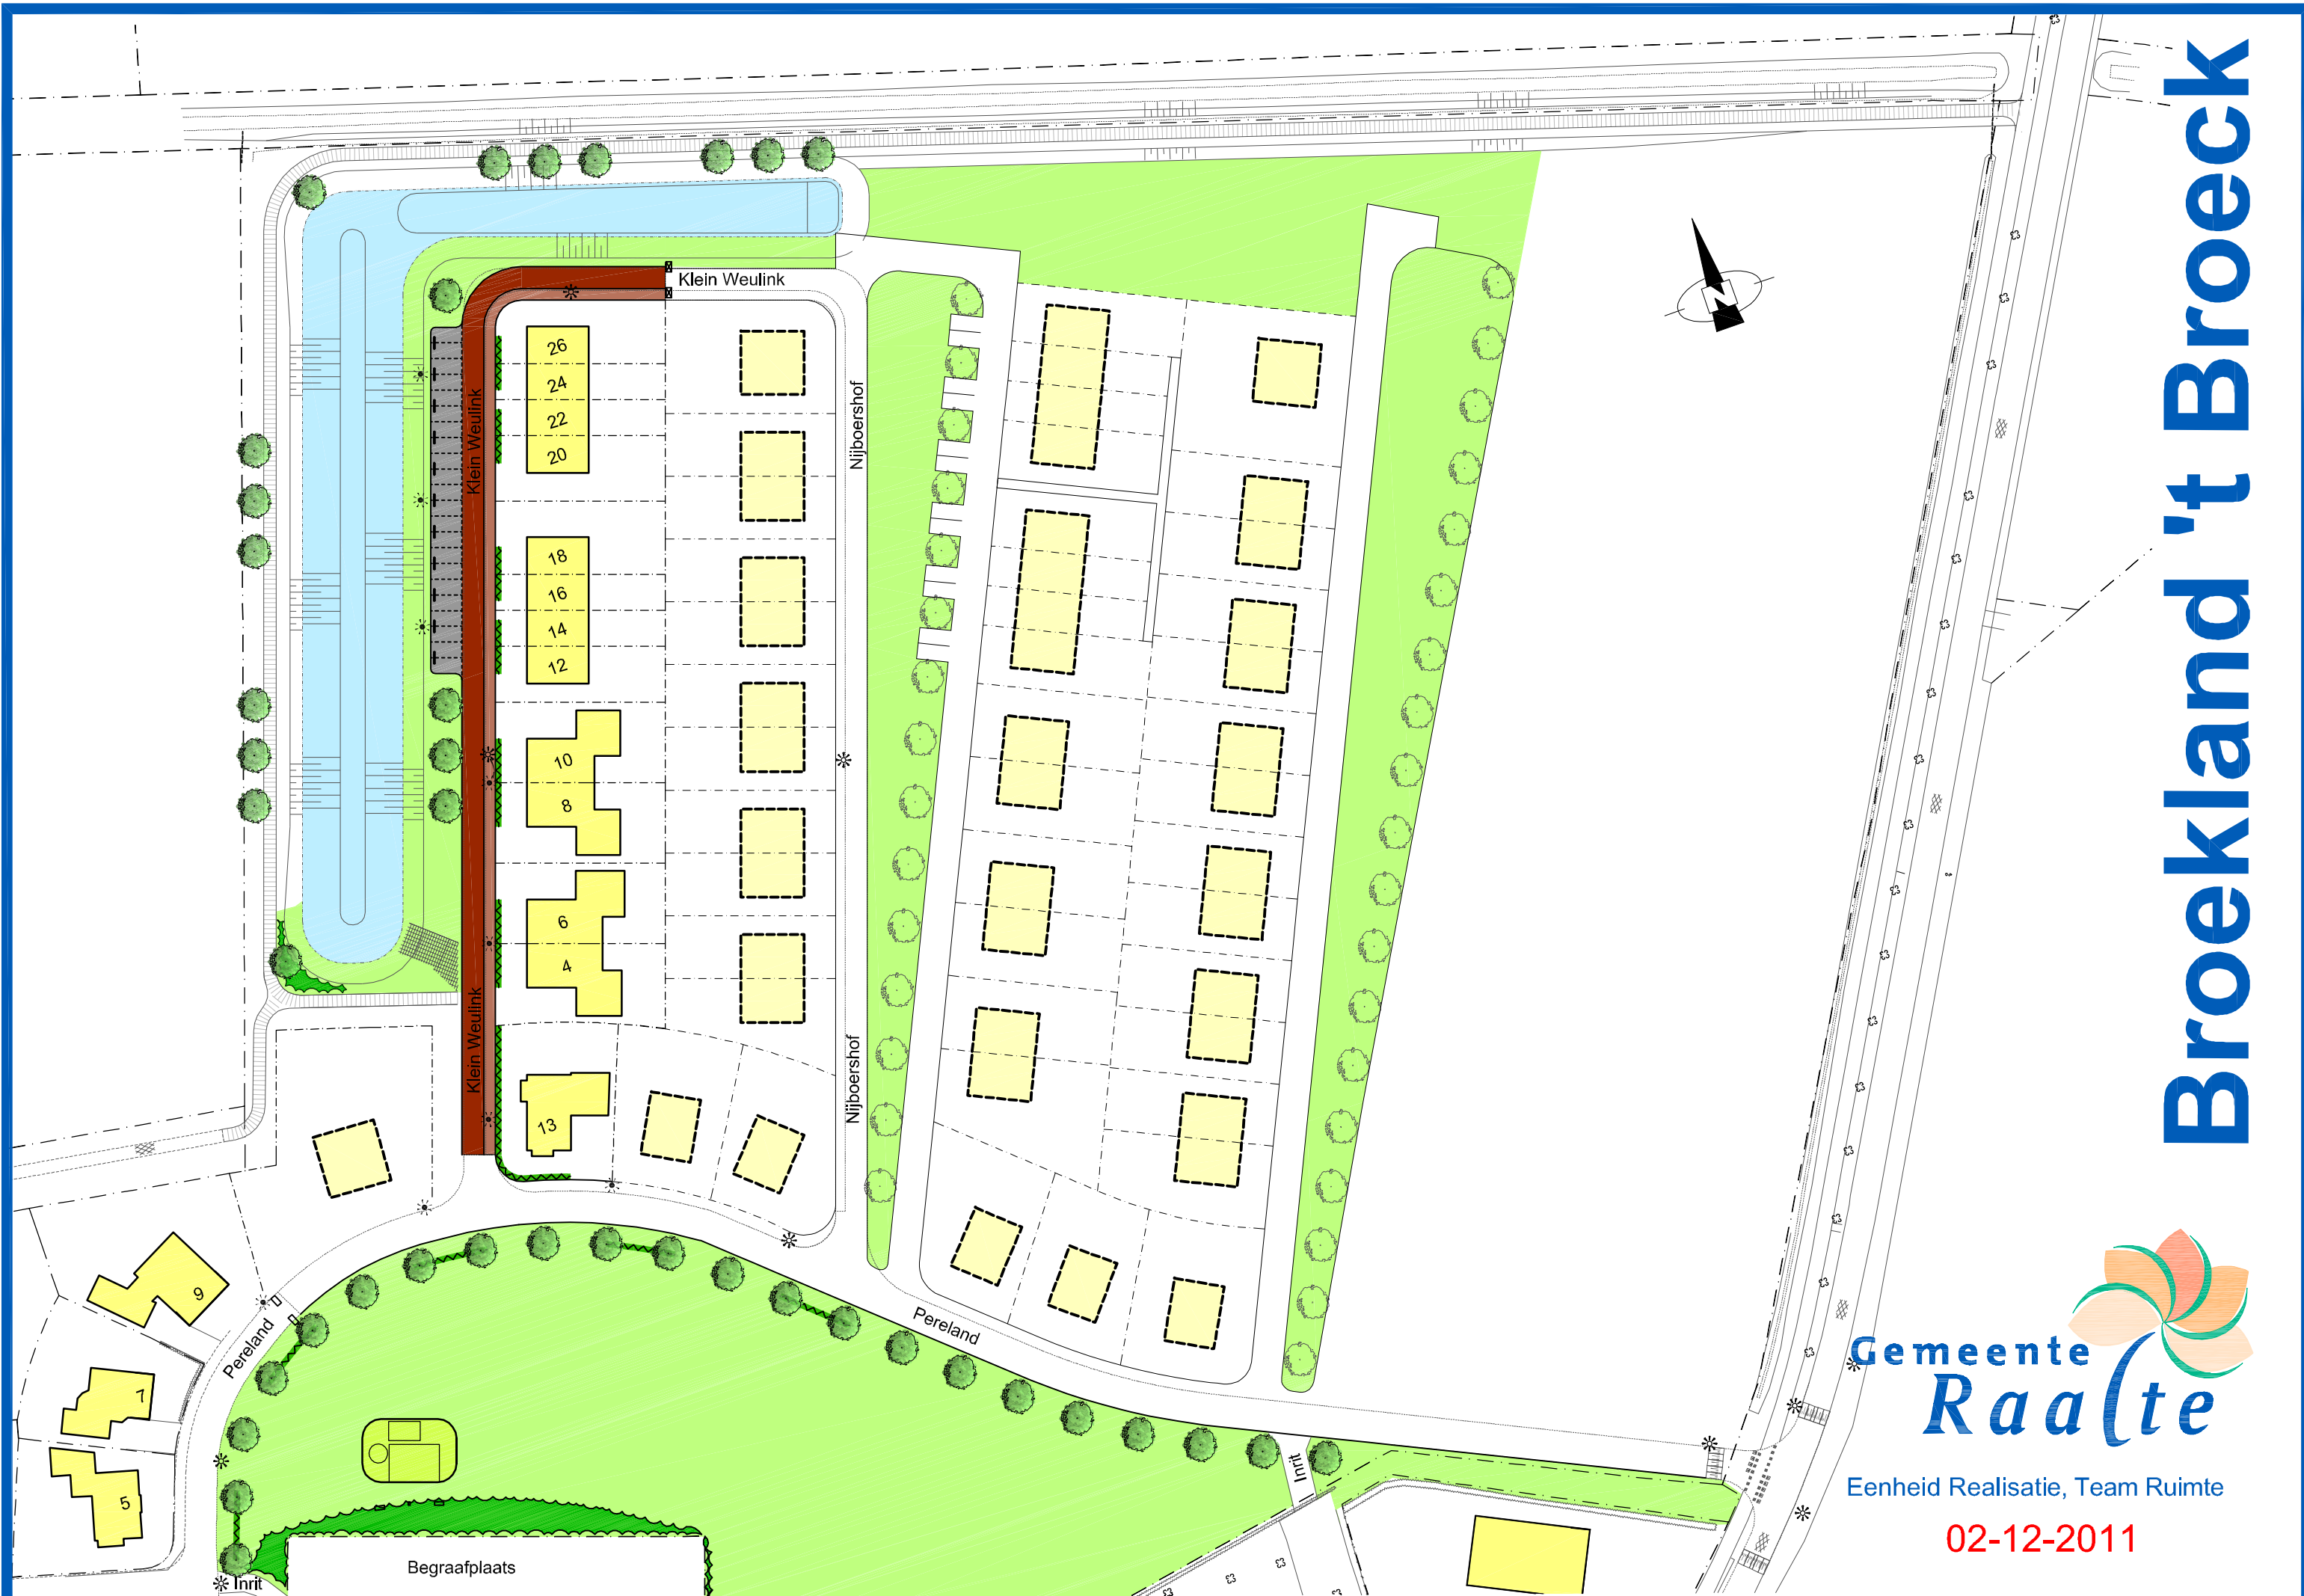 Broekland 't Broeck
Klein Weulink
Klein Weulink
Nijboershof
26
24
22
20
18
16
14
12
10
8
6
4
Klein Weulink
Nijboershof
13
9
Pereland
Pereland
7
5
Inrit
Begraafplaats
Inrit
Gemeente
Raalte
Eenheid Realisatie, Team Ruimte
02-12-2011